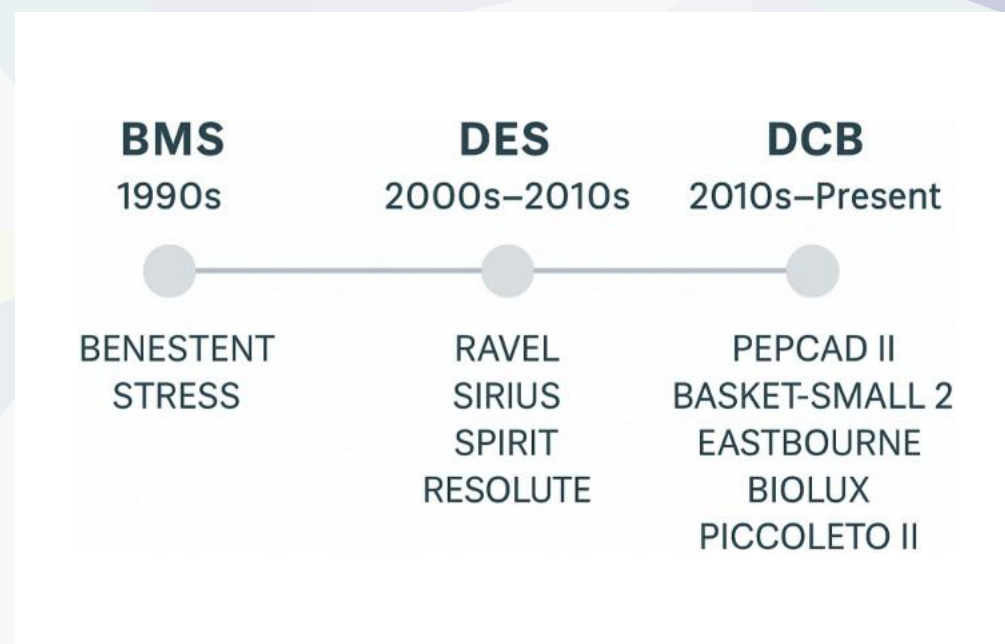 BMS
1990s
BENESTENT
STRESS
DES
2000s–2010s
RAVEL
SIRIUS
SPIRIT
RESOLUTE
DCB
2010s–Present
PEPCAD II
BASKET-SMALL 2
EASTBOURNE
BIOLUX
PICCOLETO II